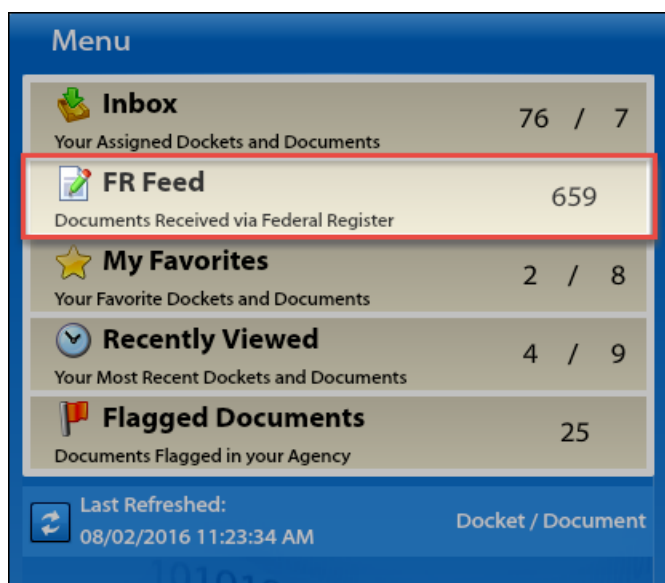 Menu
Inbox
76 / 7
Your Assigned Dockets and Documents
FR Feed
659
Documents Received via Federal Register
My Favorites
2 / 8
Your Favorite Dockets and Documents
Recently Viewed
4 / 9
Your Most Recent Dockets and Documents
Flagged Documents
25
Documents Flagged in your Agency
Last Refreshed:
08/02/2016 11:23:34 AM
Docket / Document